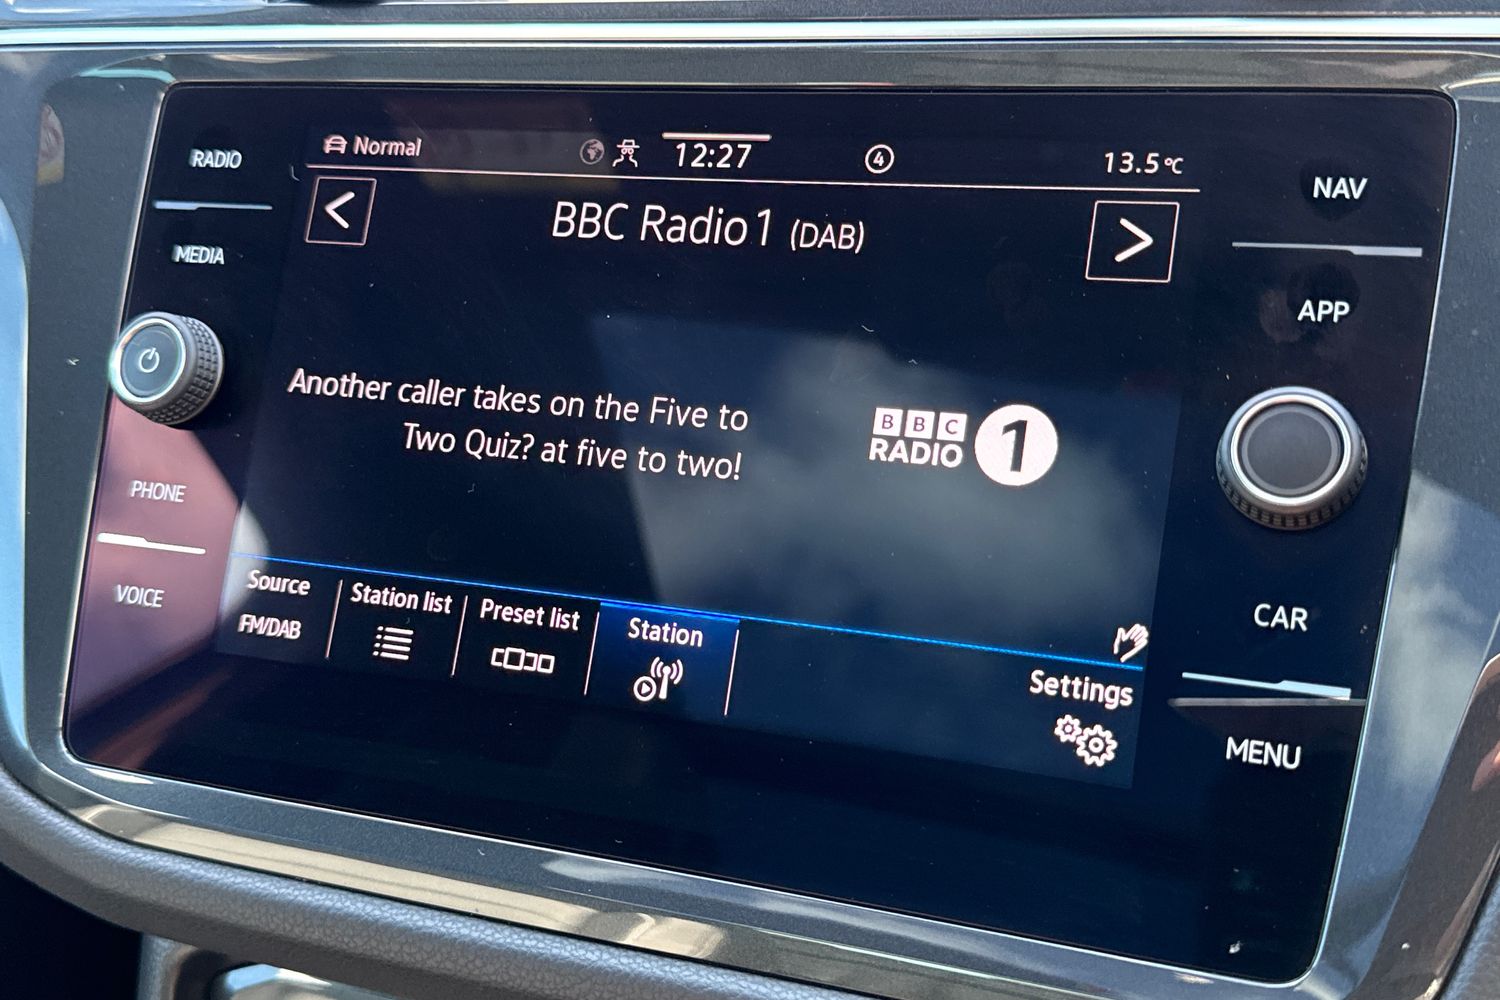 RADIO
MEDIA
PHONE
VOICE
Normal
12:27
4
13.5°C
<
BBC Radio 1 (DAB)
>
Another caller takes on the Five to
Two Quiz? at five to two!
BBC
RADIO
1
Source
FM/DAB
Station list
Preset list
Station
Settings
NAV
APP
CAR
MENU